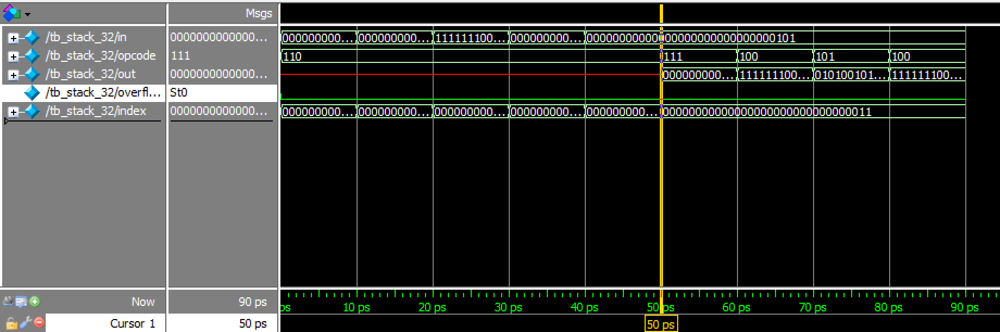 Msgs
/tb_stack_32/in 0000000000000... 000000000... 000000000... 111111100... 000000000... 00000000000000000000000000000101
/tb_stack_32/opcode 111 110 111 100 101 100
/tb_stack_32/out 0000000000000... 000000000... 111111100... 010100101... 111111100...
/tb_stack_32/overfl... St0
/tb_stack_32/index 0000000000000... 000000000... 000000000... 000000000... 000000000... 000000000... 00000000000000000000000000000011
Now 90 ps ps 10 ps 20 ps 30 ps 40 ps 50 ps 60 ps 70 ps 80 ps 90 ps
Cursor 1 50 ps 50 ps